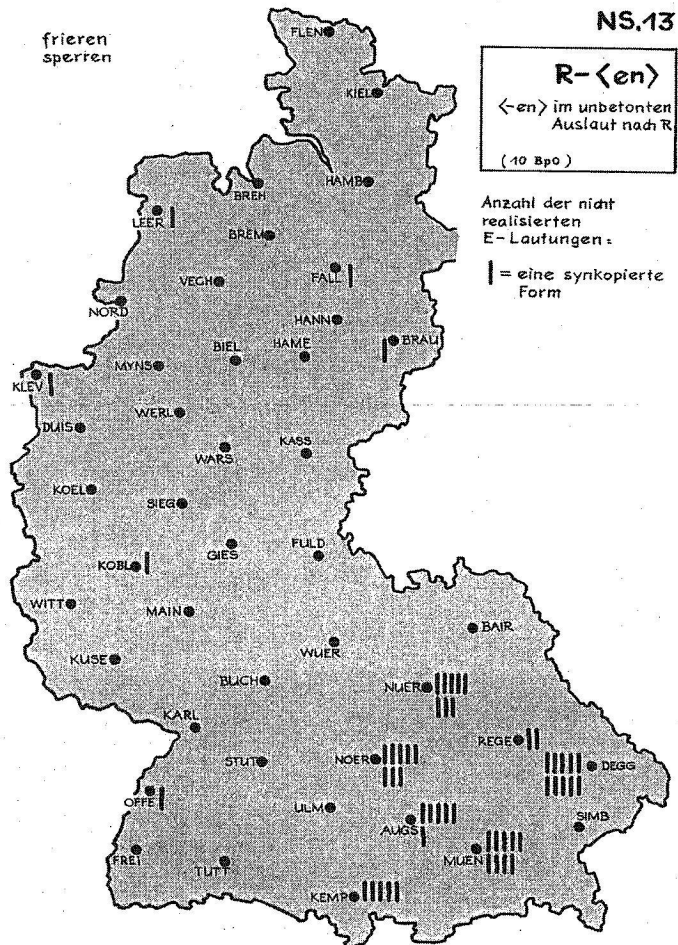 NS.13
frieren
sperren
R-<en>
<-en> im unbetonten
Auslaut nach R
(10 Bpo)
Anzahl der nicht
realisierten
E-Lautungen:
| = eine synkopierte
Form
FLEN
KIEL
BREH
HAMB
LEER
BREM
VECH
FALL
NORD
HANN
BRAU
MYNS
BIEL
HAME
KLEV
WERL
DUIS
WARS
KASS
KOEL
SIEG
GIES
FULD
KOBL
WITT
MAIN
BAIR
WUER
KUSE
BUCH
NUER
KARL
REGE
STUT
NOER
DEGG
OFFE
ULM
AUGS
SIMB
FREI
TUTT
MUEN
KEMP